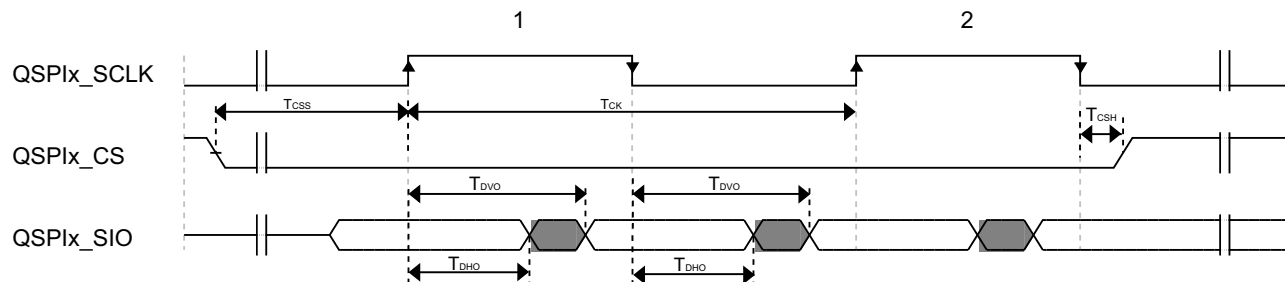 1 2
QSPIx_SCLK
TCSS TCK TCSH
QSPIx_CS
TDVO TDVO
QSPIx_SIO
TDHO TDHO